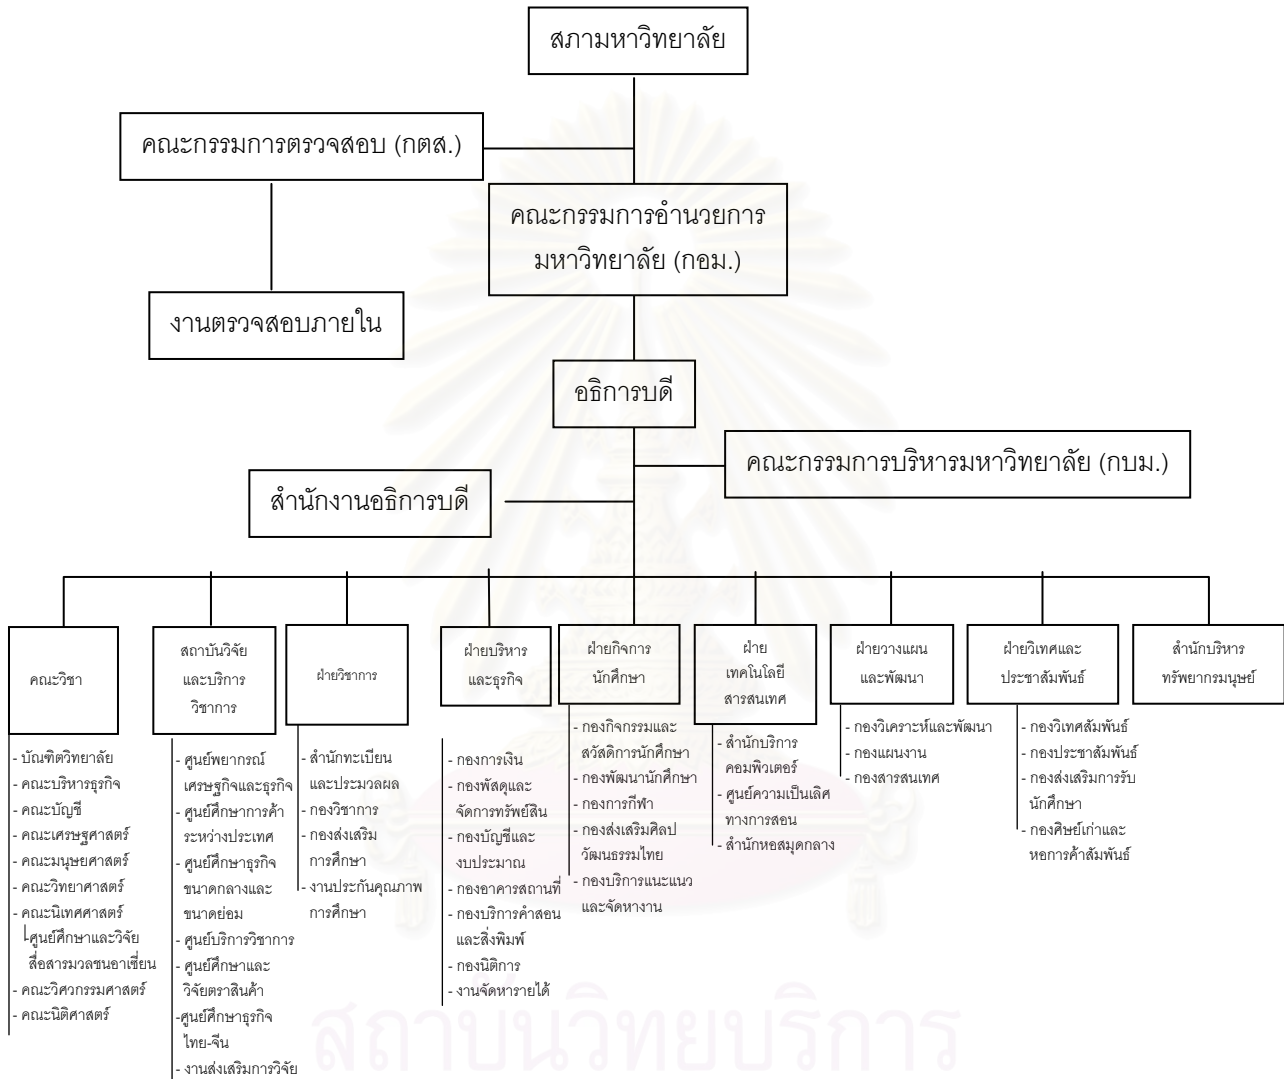 สภามหาวิทยาลัย
คณะกรรมการตรวจสอบ (กตส.)
คณะกรรมการอำนวยการ
มหาวิทยาลัย (กอม.)
งานตรวจสอบภายใน
อธิการบดี
คณะกรรมการบริหารมหาวิทยาลัย (กบม.)
สำนักงานอธิการบดี
คณะวิชา
- บัณฑิตวิทยาลัย
- คณะบริหารธุรกิจ
- คณะบัญชี
- คณะเศรษฐศาสตร์
- คณะมนุษยศาสตร์
- คณะวิทยาศาสตร์
- คณะนิเทศศาสตร์
ศูนย์ศึกษาและวิจัย
สื่อสารมวลชนอาเซี่ยน
- คณะวิศวกรรมศาสตร์
- คณะนิติศาสตร์
สถาบันวิจัย
และบริการ
วิชาการ
- ศูนย์พยากรณ์
เศรษฐกิจและธุรกิจ
- ศูนย์ศึกษาการค้า
ระหว่างประเทศ
- ศูนย์ศึกษาธุรกิจ
ขนาดกลางและ
ขนาดย่อม
- ศูนย์บริการวิชาการ
- ศูนย์ศึกษาและ
วิจัยตราสินค้า
-ศูนย์ศึกษาธุรกิจ
ไทย-จีน
- งานส่งเสริมการวิจัย
ฝ่ายวิชาการ
- สำนักทะเบียน
และประมวลผล
- กองวิชาการ
- กองส่งเสริม
การศึกษา
- งานประกันคุณภาพ
การศึกษา
ฝ่ายบริหาร
และธุรกิจ
- กองการเงิน
- กองพัสดุและ
จัดการทรัพย์สิน
- กองบัญชีและ
งบประมาณ
- กองอาคารสถานที่
- กองบริการคำสอน
และสิ่งพิมพ์
- กองนิติการ
- งานจัดหารายได้
ฝ่ายกิจการ
นักศึกษา
- กองกิจกรรมและ
สวัสดิการนักศึกษา
- กองพัฒนานักศึกษา
- กองการกีฬา
- กองส่งเสริมศิลป
วัฒนธรรมไทย
- กองบริการแนะแนว
และจัดหางาน
ฝ่าย
เทคโนโลยี
สารสนเทศ
- สำนักบริการ
คอมพิวเตอร์
- ศูนย์ความเป็นเลิศ
ทางการสอน
- สำนักหอสมุดกลาง
ฝ่ายวางแผน
และพัฒนา
- กองวิเคราะห์และพัฒนา
- กองแผนงาน
- กองสารสนเทศ
ฝ่ายวิเทศและ
ประชาสัมพันธ์
- กองวิเทศสัมพันธ์
- กองประชาสัมพันธ์
- กองส่งเสริมการรับ
นักศึกษา
- กองศิษย์เก่าและ
หอการค้าสัมพันธ์
สำนักบริหาร
ทรัพยากรมนุษย์
สถาบันวิทยบริการ